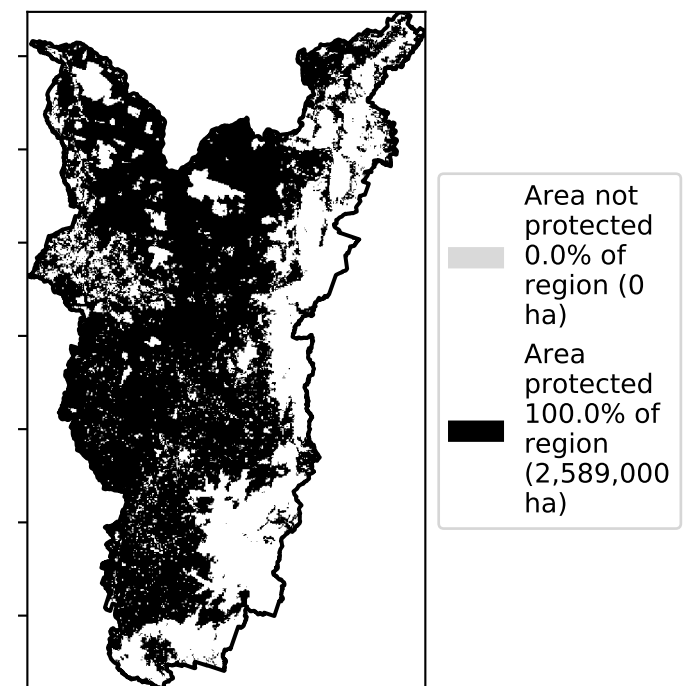 Area not
protected
0.0% of
region (0
ha)
Area
protected
100.0% of
region
(2,589,000
ha)